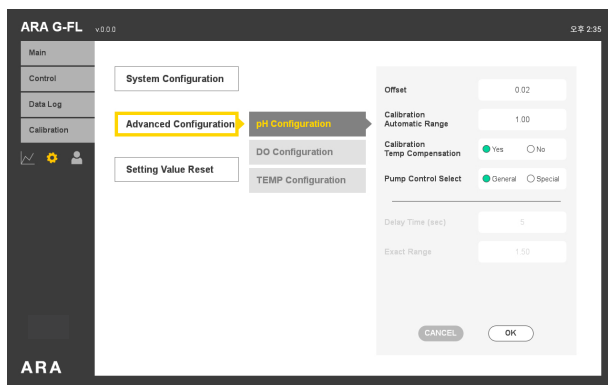 ARA G-FL v.0.0.0
오후 2:35
Main
Control
Data Log
Calibration
System Configuration
Advanced Configuration
Setting Value Reset
pH Configuration
DO Configuration
TEMP Configuration
Offset 0.02
Calibration
Automatic Range 1.00
Calibration
Temp Compensation Yes No
Pump Control Select General Special
Delay Time (sec) 5
Exact Range 1.50
CANCEL OK
ARA